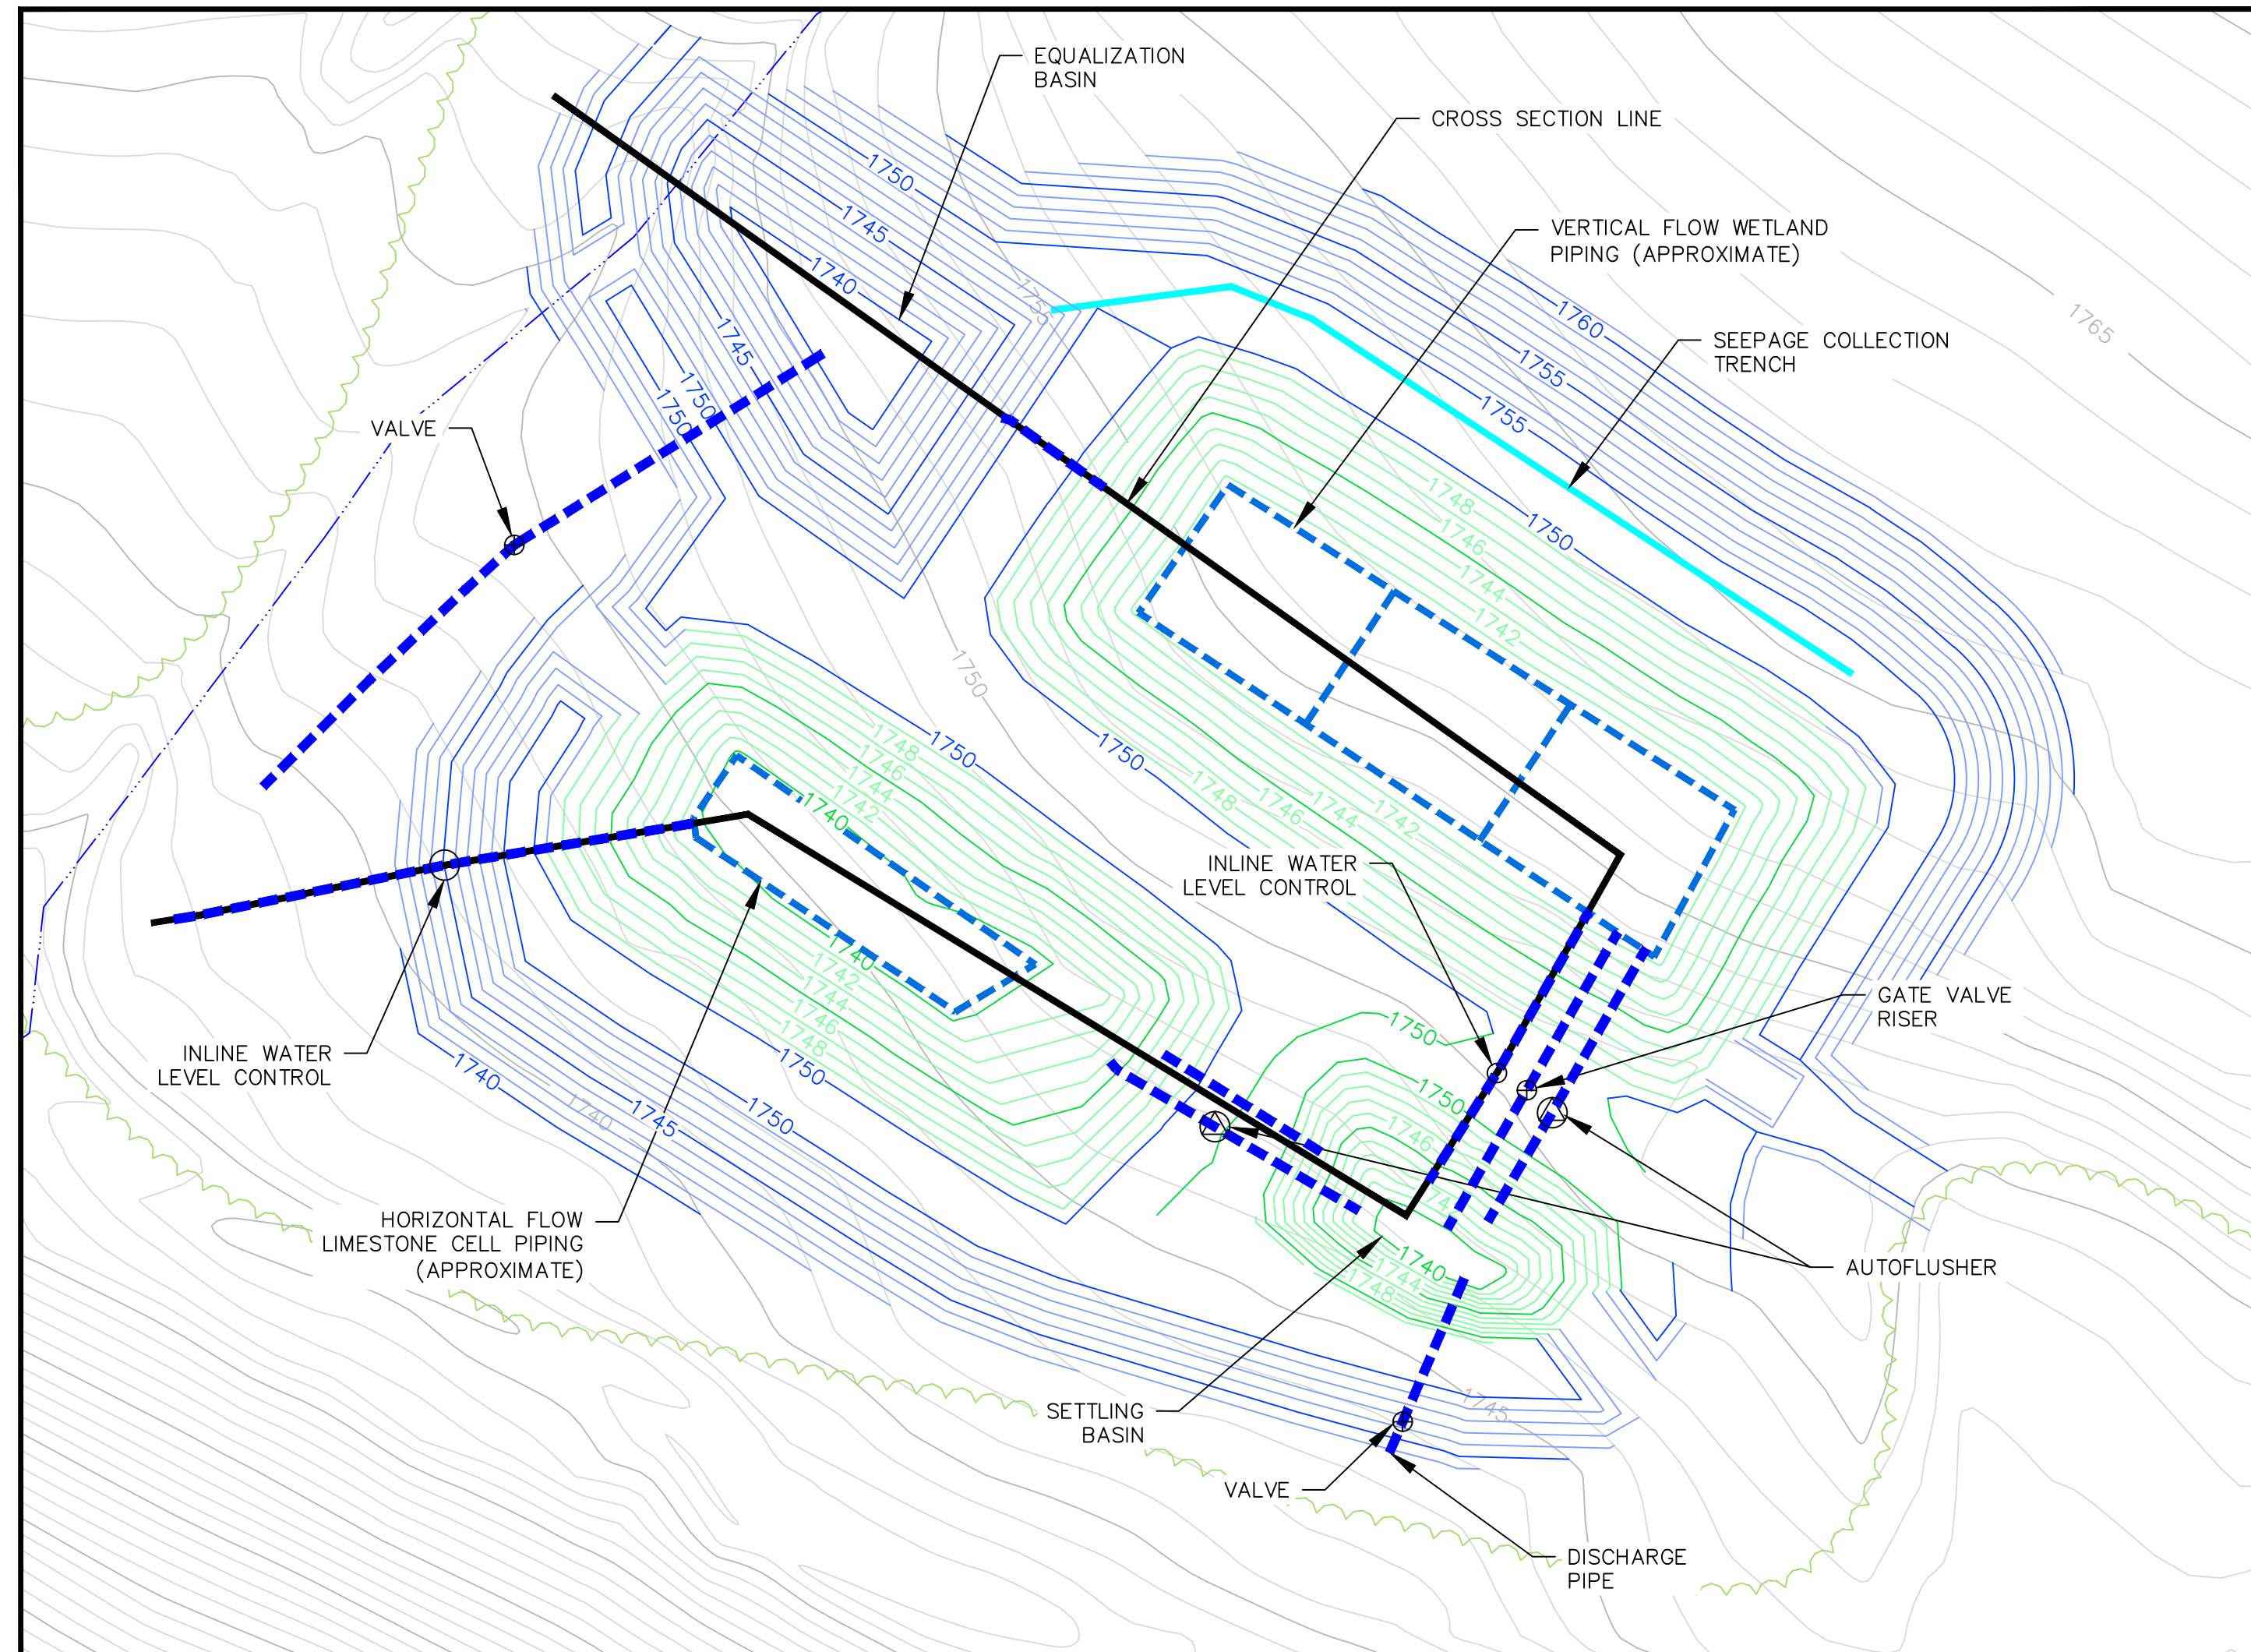 EQUALIZATION
BASIN
CROSS SECTION LINE
VERTICAL FLOW WETLAND
PIPING (APPROXIMATE)
SEEPAGE COLLECTION
TRENCH
VALVE
1750
1745
1740
1755
1760
1765
1745
1750
1750
1755
1755
1748
1746
1744
1742
1750
1750
1750
1750
1748
1746
1744
1742
1740
1748
1746
1744
1742
INLINE WATER
LEVEL CONTROL
1740
1742
1744
1746
1748
1750
GATE VALVE
RISER
INLINE WATER
LEVEL CONTROL
1740
1740
1745
1750
1750
1750
1746
HORIZONTAL FLOW
LIMESTONE CELL PIPING
(APPROXIMATE)
1740
1744
1748
AUTOFLUSHER
SETTLING
BASIN
1745
VALVE
DISCHARGE
PIPE